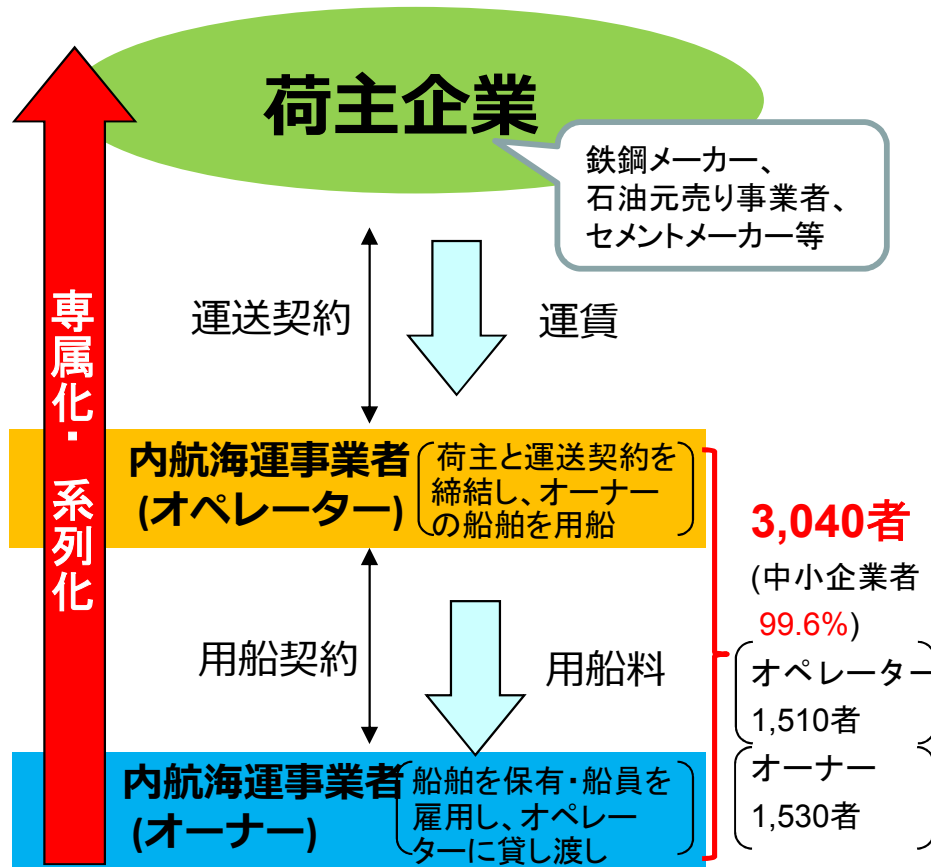 荷主企業
鉄鋼メーカー、
石油元売り事業者、
セメントメーカー等
専属化・系列化
運送契約
運賃
内航海運事業者
(オペレーター)
荷主と運送契約を
締結し、オーナー
の船舶を用船
3,040者
(中小企業者
99.6%)
オペレーター
1,510者
オーナー
1,530者
用船契約
用船料
内航海運事業者
(オーナー)
船舶を保有・船員を
雇用し、オペレー
ターに貸し渡し